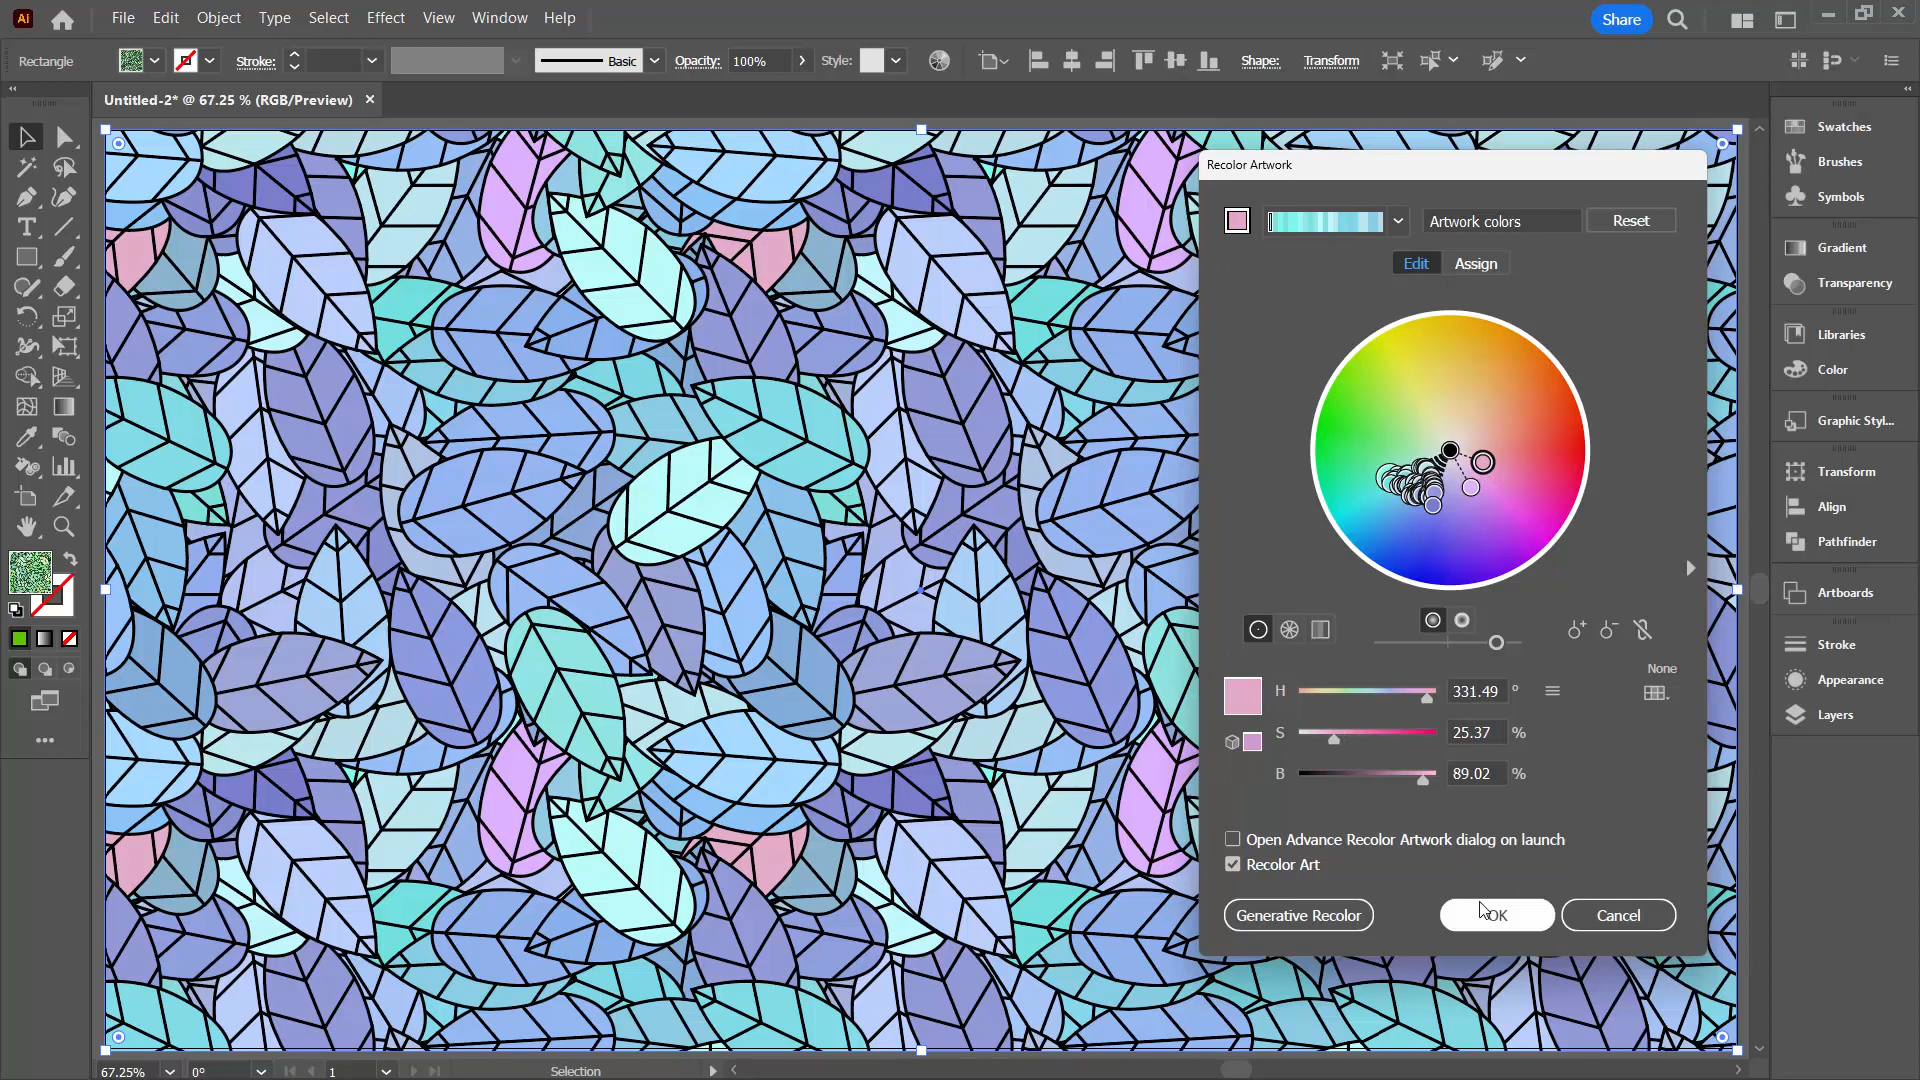 Ai File Edit Object Type Select Effect View Window Help Share
Rectangle Stroke: Basic Opacity: 100% Style: Shape: Transform
Untitled-2* @ 67.25 % (RGB/Preview)
Recolor Artwork
Artwork colors Reset
Edit Assign
None
H 331.49 °
S 25.37 %
B 89.02 %
Open Advance Recolor Artwork dialog on launch
Recolor Art
Generative Recolor OK Cancel
Swatches
Brushes
Symbols
Gradient
Transparency
Libraries
Color
Graphic Styl...
Transform
Align
Pathfinder
Artboards
Stroke
Appearance
Layers
67.25% 0° 1 Selection